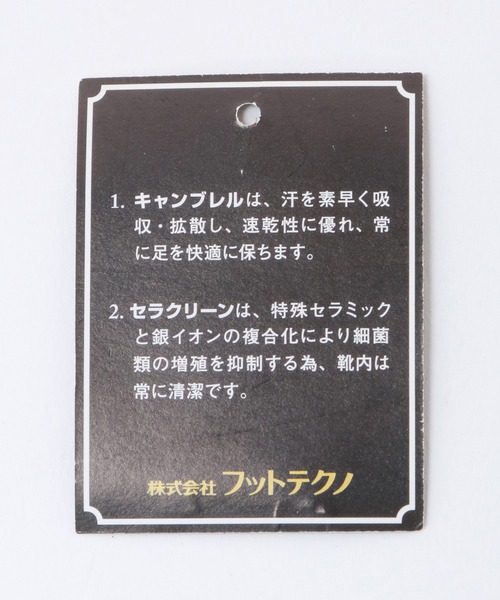 1. キャンブレルは、汗を素早く吸
収・拡散し、速乾性に優れ、常
に足を快適に保ちます。
2. セラクリーンは、特殊セラミック
と銀イオンの複合化により細菌
類の増殖を抑制する為、靴内は
常に清潔です。
株式会社 フットテクノ